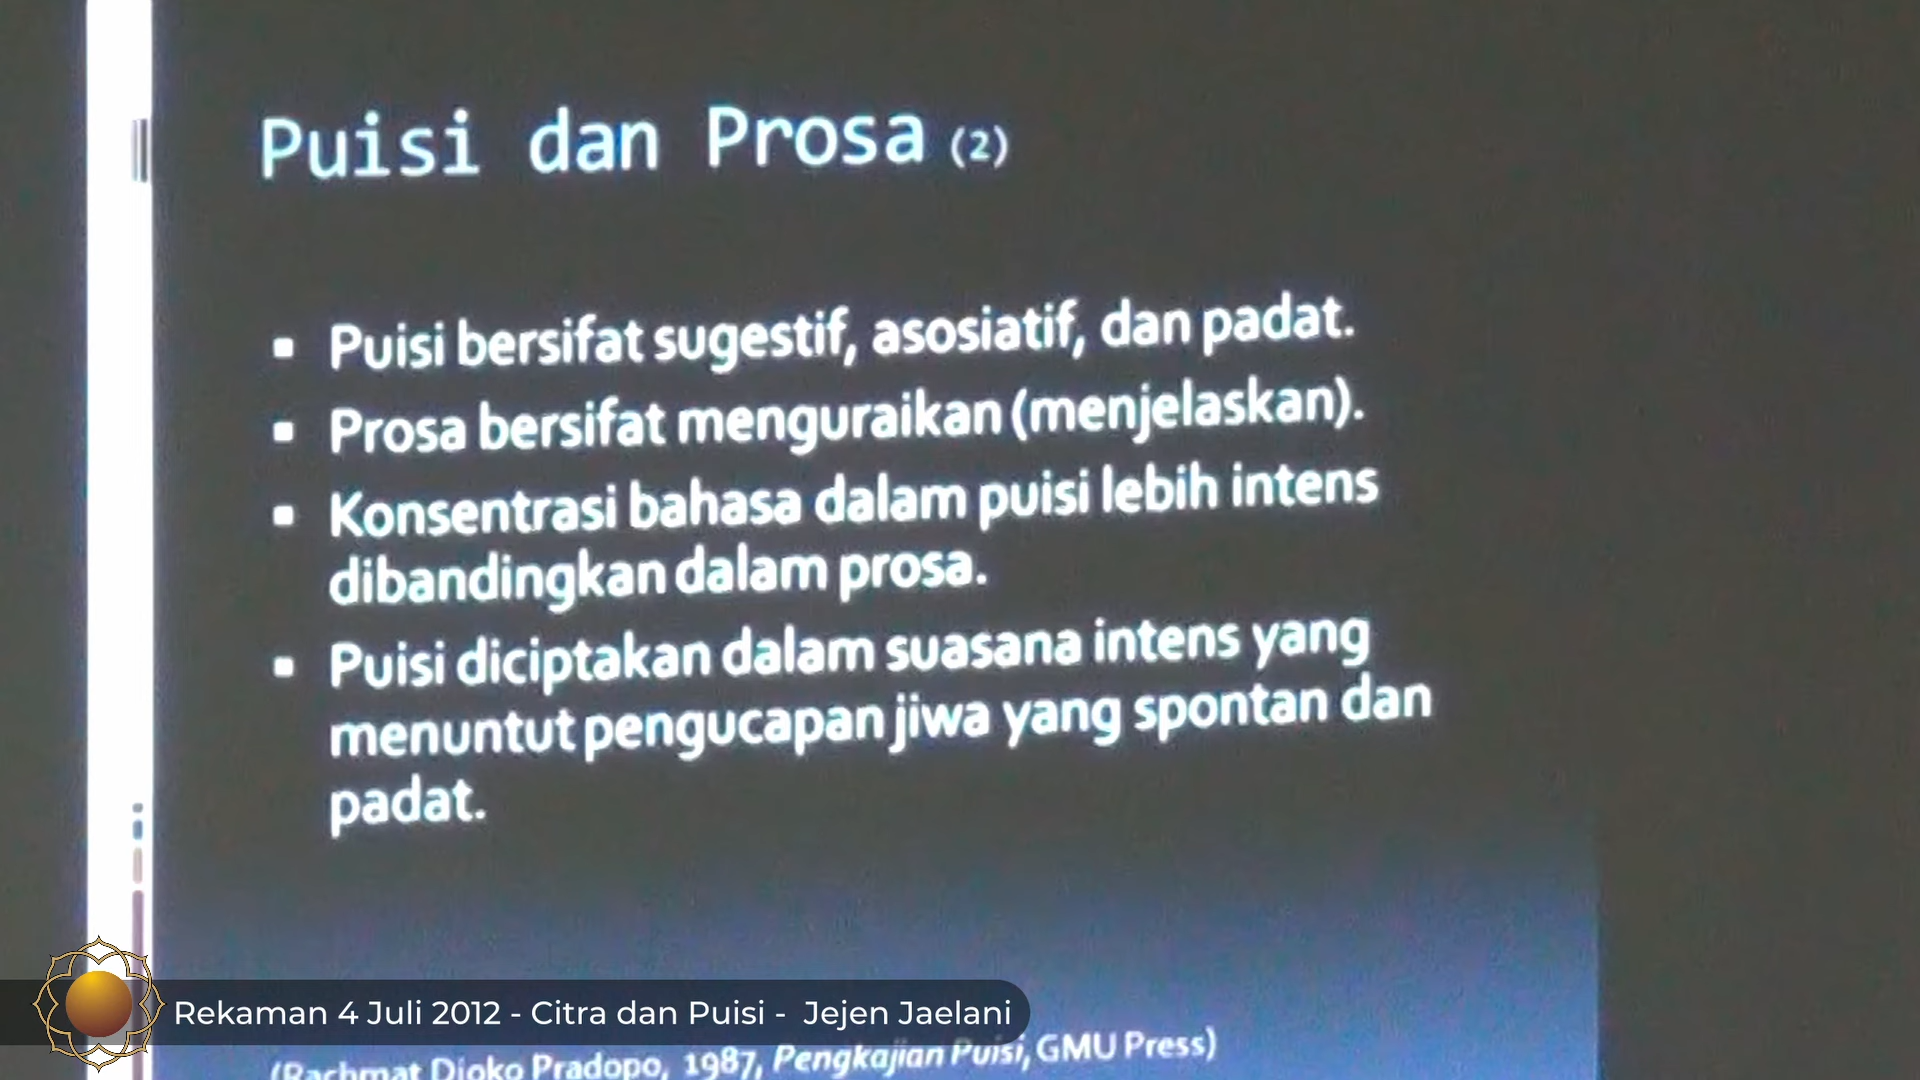 Puisi dan Prosa (2)
▪ Puisi bersifat sugestif, asosiatif, dan padat.
▪ Prosa bersifat menguraikan (menjelaskan).
▪ Konsentrasi bahasa dalam puisi lebih intens
dibandingkan dalam prosa.
▪ Puisi diciptakan dalam suasana intens yang
menuntut pengucapan jiwa yang spontan dan
padat.
Rekaman 4 Juli 2012 - Citra dan Puisi - Jejen Jaelani
(Rachmat Djoko Pradopo, 1987, Pengkajian Puisi, GMU Press)